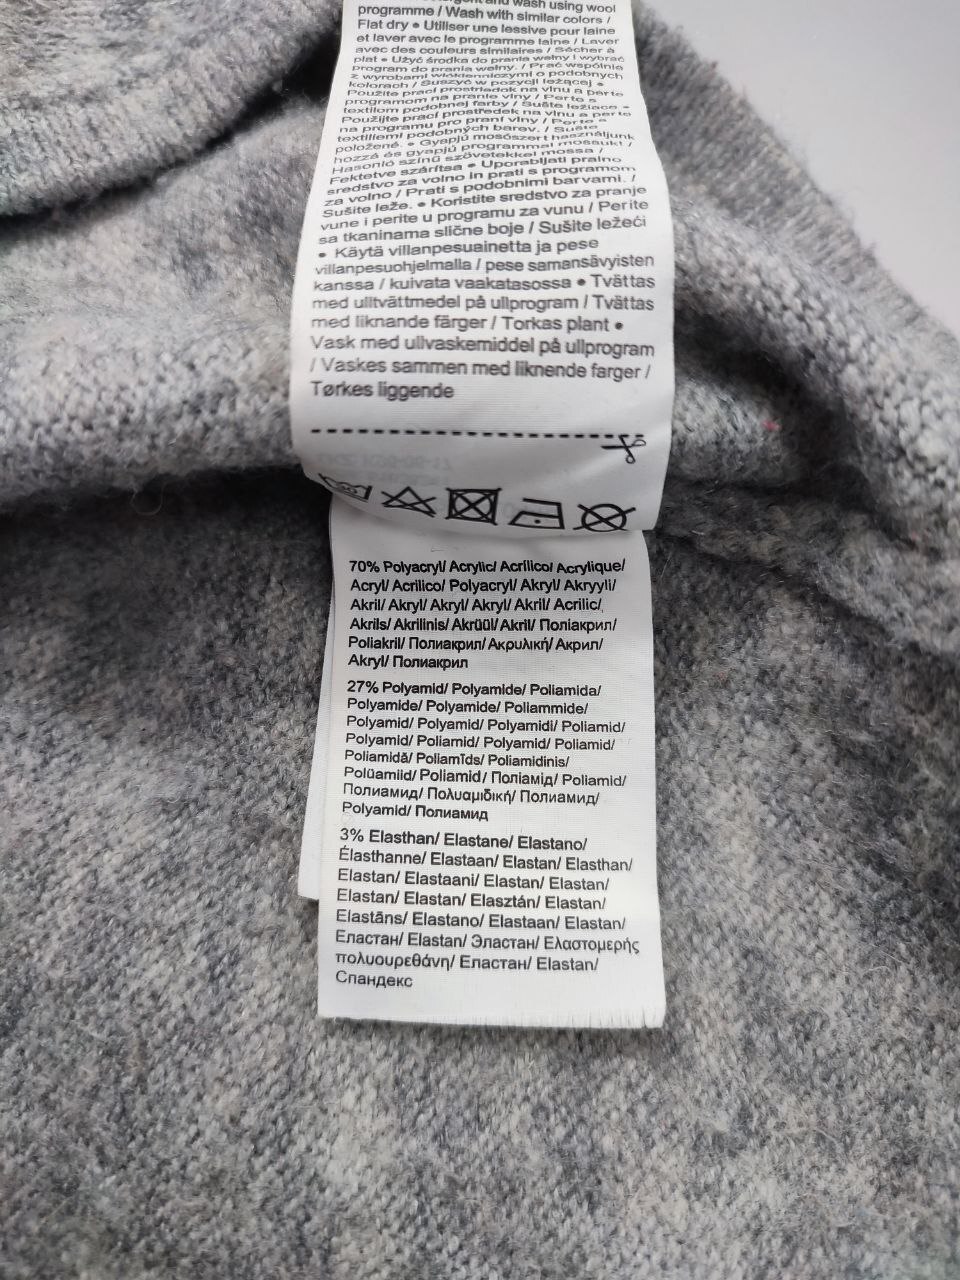 and wash using wool
programme / Wash with similar colors /
Flat dry • Utiliser une lessive pour laine
et laver avec le programme laine / Laver
avec des couleurs similaires / Sécher à
plat • Użyć środka do prania wełny i wybrać
program do prania wełny. / Prać wspólnie
z wyrobami włókienniczymi o podobnych
kolorach / Suszyć w pozycji leżącej •
Použite prací prostriedok na vlnu a perte
programom na pranie vlny / Perte s
textilom podobnej farby / Sušte ležiace •
Použijte prací prostředek na vlnu a perte
na programu pro praní vlny / Perte s
textiliemi podobných barev. / Sušte
položené. • Gyapjú mosószert használjunk
hozzá és gyapjú programmal mossuk! /
Hasonló színű szövetekkel mossa /
Fektetve szárítsa • Uporabljati pralno
sredstvo za volno in prati s programom
za volno / Prati s podobnimi barvami. /
Sušite leže. • Koristite sredstvo za pranje
vune i perite u programu za vunu / Perite
sa tkaninama slične boje / Sušite ležeći
• Käytä villanpesuainetta ja pese
villanpesuohjelmalla / pese samansävyisten
kanssa / kuivata vaakatasossa • Tvättas
med ulltvättmedel på ullprogram / Tvättas
med liknande färger / Torkas plant •
Vask med ullvaskemiddel på ullprogram
/ Vaskes sammen med liknende farger /
Tørkes liggende
70% Polyacryl/ Acrylic/ Acrílico/ Acrylique/
Acryl/ Acrilico/ Polyacryl/ Akryl/ Akryyli/
Akril/ Akryl/ Akryl/ Akryl/ Akril/ Acrilic/
Akrils/ Akrilinis/ Akrüül/ Akril/ Поліакрил/
Poliakril/ Полиакрил/ Ακρυλική/ Акрил/
Akryl/ Полиакрил
27% Polyamid/ Polyamide/ Poliamida/
Polyamide/ Polyamide/ Poliammide/
Polyamid/ Polyamid/ Polyamidi/ Poliamid/
Polyamid/ Poliamid/ Polyamid/ Poliamid/
Poliamidă/ Poliamīds/ Poliamidinis/
Polüamiid/ Poliamid/ Поліамід/ Poliamid/
Полиамид/ Πολυαμιδική/ Полиамид/
Polyamid/ Полиамид
3% Elasthan/ Elastane/ Elastano/
Élasthanne/ Elastaan/ Elastan/ Elasthan/
Elastan/ Elastaani/ Elastan/ Elastan/
Elastan/ Elastan/ Elasztán/ Elastan/
Elastāns/ Elastano/ Elastaan/ Elastan/
Еластан/ Elastan/ Эластан/ Ελαστομερής
πολυουρεθάνη/ Еластан/ Elastan/
Спандекс